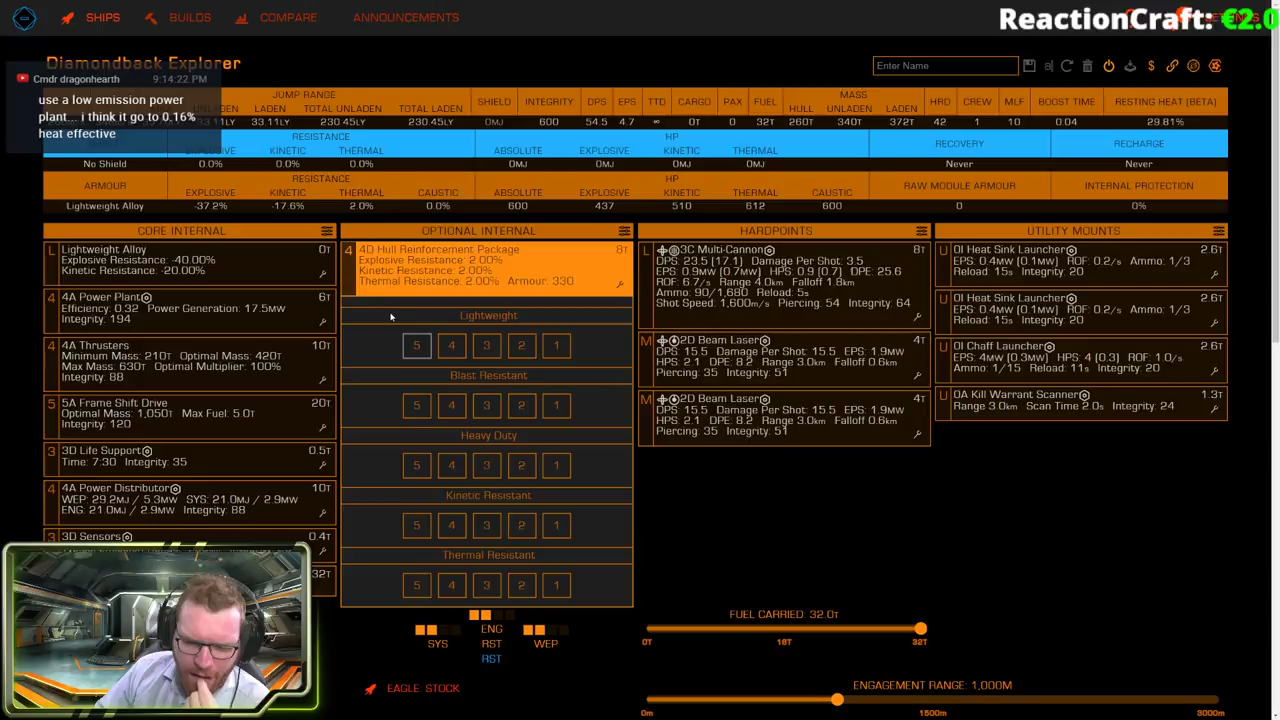 SHIPS BUILDS COMPARE ANNOUNCEMENTS
ReactionCraft: €2.0
Diamondback Explorer
Enter Name
Cmdr dragonhearth 9:14:22 PM
use a low emission power
plant... i think it go to 0.16%
heat effective
JUMP RANGE MASS
UNLADEN LADEN TOTAL UNLADEN TOTAL LADEN SHIELD INTEGRITY DPS EPS TTD CARGO PAX FUEL HULL UNLADEN LADEN HRD CREW MLF BOOST TIME RESTING HEAT (BETA)
33.11LY 33.11LY 230.45LY 230.45LY 0MJ 600 54.5 4.7 ∞ 0T 0 32T 260T 340T 372T 42 1 10 0.04 29.81%
RESISTANCE HP
EXPLOSIVE KINETIC THERMAL ABSOLUTE EXPLOSIVE KINETIC THERMAL RECOVERY RECHARGE
No Shield 0.0% 0.0% 0.0% 0MJ 0MJ 0MJ 0MJ Never Never
ARMOUR RESISTANCE HP RAW MODULE ARMOUR INTERNAL PROTECTION
EXPLOSIVE KINETIC THERMAL CAUSTIC ABSOLUTE EXPLOSIVE KINETIC THERMAL CAUSTIC
Lightweight Alloy -37.2% -17.6% 2.0% 0.0% 600 437 510 612 600 0 0%
CORE INTERNAL
L Lightweight Alloy 0T
Explosive Resistance: -40.00%
Kinetic Resistance: -20.00%
4 4A Power Plant 6T
Efficiency: 0.32 Power Generation: 17.5MW
Integrity: 194
4 4A Thrusters 10T
Minimum Mass: 210T Optimal Mass: 420T
Max Mass: 630T Optimal Multiplier: 100%
Integrity: 88
5 5A Frame Shift Drive 20T
Optimal Mass: 1,050T Max Fuel: 5.0T
Integrity: 120
3 3D Life Support 0.5T
Time: 7:30 Integrity: 35
4 4A Power Distributor 10T
WEP: 29.2MJ / 5.3MW SYS: 21.0MJ / 2.9MW
ENG: 21.0MJ / 2.9MW Integrity: 88
3 3D Sensors 0.4T
32T
OPTIONAL INTERNAL
4 4D Hull Reinforcement Package 8T
Explosive Resistance: 2.00%
Kinetic Resistance: 2.00%
Thermal Resistance: 2.00% Armour: 330
Lightweight
5 4 3 2 1
Blast Resistant
5 4 3 2 1
Heavy Duty
5 4 3 2 1
Kinetic Resistant
5 4 3 2 1
Thermal Resistant
5 4 3 2 1
HARDPOINTS
L 3C Multi-Cannon 8T
DPS: 23.5 [17.1] Damage Per Shot: 3.5
EPS: 0.9MW [0.7MW] HPS: 0.9 [0.7] DPE: 25.6
ROF: 6.7/s Range 4.0km Falloff 1.8km
Ammo: 90/1,680 Reload: 5s
Shot Speed: 1,600m/s Piercing: 54 Integrity: 64
M 2D Beam Laser 4T
DPS: 15.5 Damage Per Shot: 15.5 EPS: 1.9MW
HPS: 2.1 DPE: 8.2 Range 3.0km Falloff 0.6km
Piercing: 35 Integrity: 51
M 2D Beam Laser 4T
DPS: 15.5 Damage Per Shot: 15.5 EPS: 1.9MW
HPS: 2.1 DPE: 8.2 Range 3.0km Falloff 0.6km
Piercing: 35 Integrity: 51
UTILITY MOUNTS
U 0I Heat Sink Launcher 2.6T
EPS: 0.4MW [0.1MW] ROF: 0.2/s Ammo: 1/3
Reload: 15s Integrity: 20
U 0I Heat Sink Launcher 2.6T
EPS: 0.4MW [0.1MW] ROF: 0.2/s Ammo: 1/3
Reload: 15s Integrity: 20
U 0I Chaff Launcher 2.6T
EPS: 4MW [0.3MW] HPS: 4 [0.3] ROF: 1.0/s
Ammo: 1/15 Reload: 11s Integrity: 20
U 0A Kill Warrant Scanner 1.3T
Range 3.0km Scan Time 2.0s Integrity: 24
SYS ENG WEP
RST
RST
FUEL CARRIED: 32.0T
0T 16T 32T
EAGLE: STOCK
ENGAGEMENT RANGE: 1,000M
0m 1500m 3000m